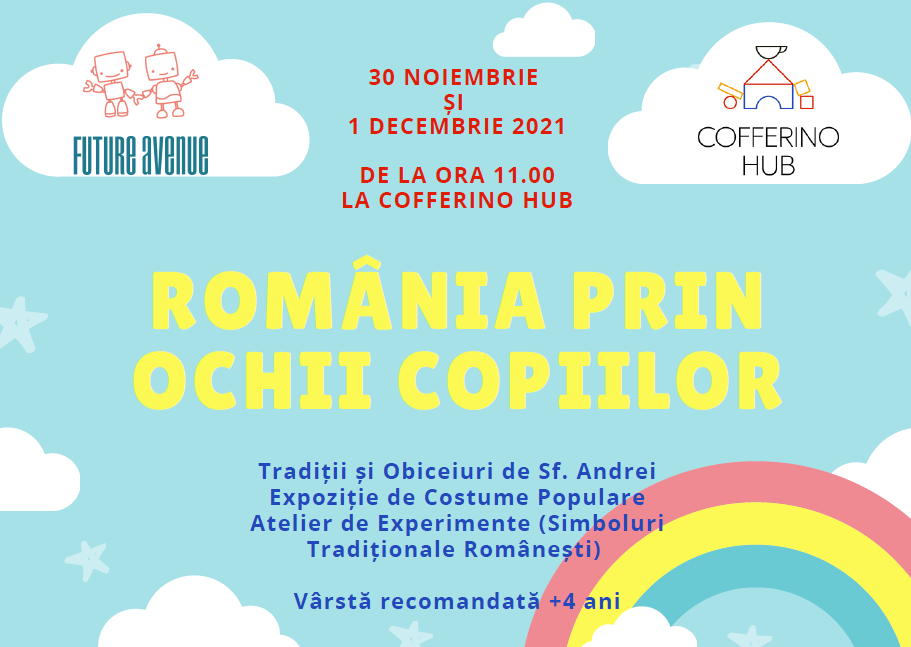 FUTURE AVENUE
30 NOIEMBRIE
ȘI
1 DECEMBRIE 2021
DE LA ORA 11.00
LA COFFERINO HUB
COFFERINO
HUB
ROMÂNIA PRIN
OCHII COPIILOR
Tradiții și Obiceiuri de Sf. Andrei
Expoziție de Costume Populare
Atelier de Experimente (Simboluri
Tradiționale Românești)
Vârstă recomandată +4 ani